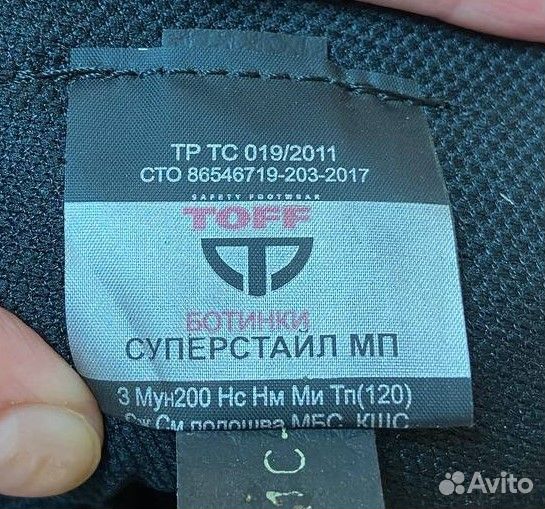 ТР ТС 019/2011
СТО 86546719-203-2017
SAFETY FOOTWEAR
TOFF
БОТИНКИ
СУПЕРСТАЙЛ МП
З Мун200 Нс Нм Ми Тп(120)
См подошва МБС, КЩС
Avito